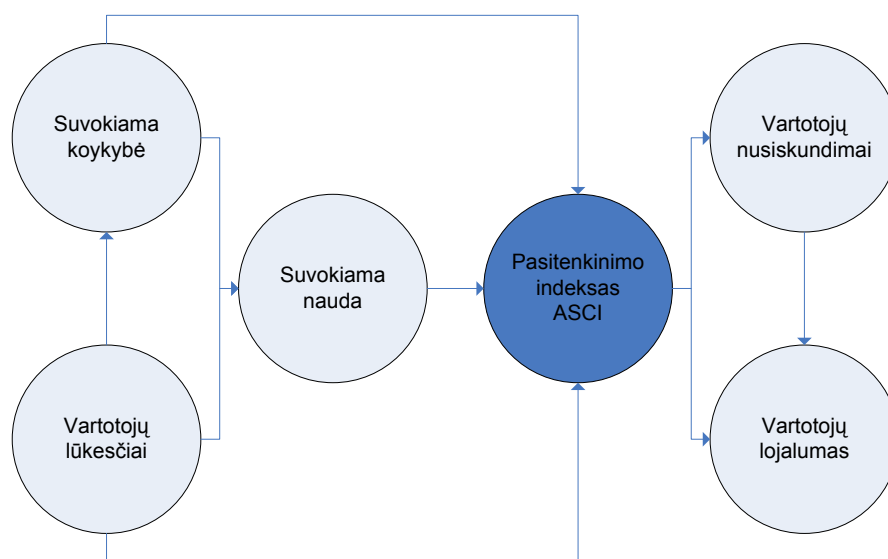 Suvokiama
koykybė
Vartotojų
nusiskundimai
Suvokiama
nauda
Pasitenkinimo
indeksas
ASCI
Vartotojų
lūkesčiai
Vartotojų
lojalumas